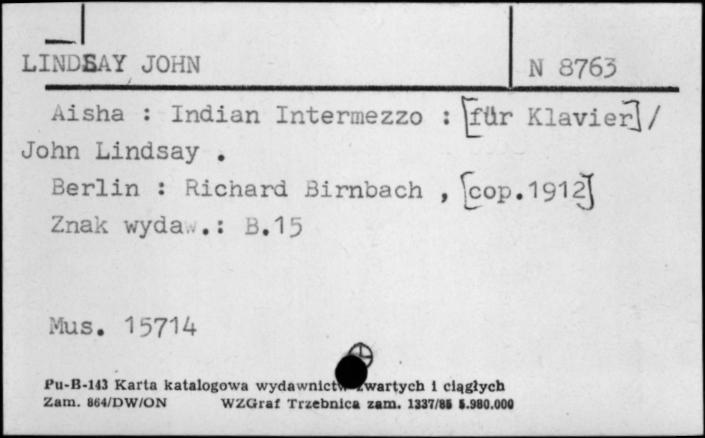 LINDSAY JOHN
N 8763
Aisha : Indian Intermezzo : [für Klavier] /
John Lindsay .
Berlin : Richard Birnbach , [cop.1912]
Znak wydaw.: B.15
Mus. 15714
Pu-B-143 Karta katalogowa wydawnictw zwartych i ciągłych
Zam. 864/DW/ON WZGraf Trzebnica zam. 1337/85 5.980.000